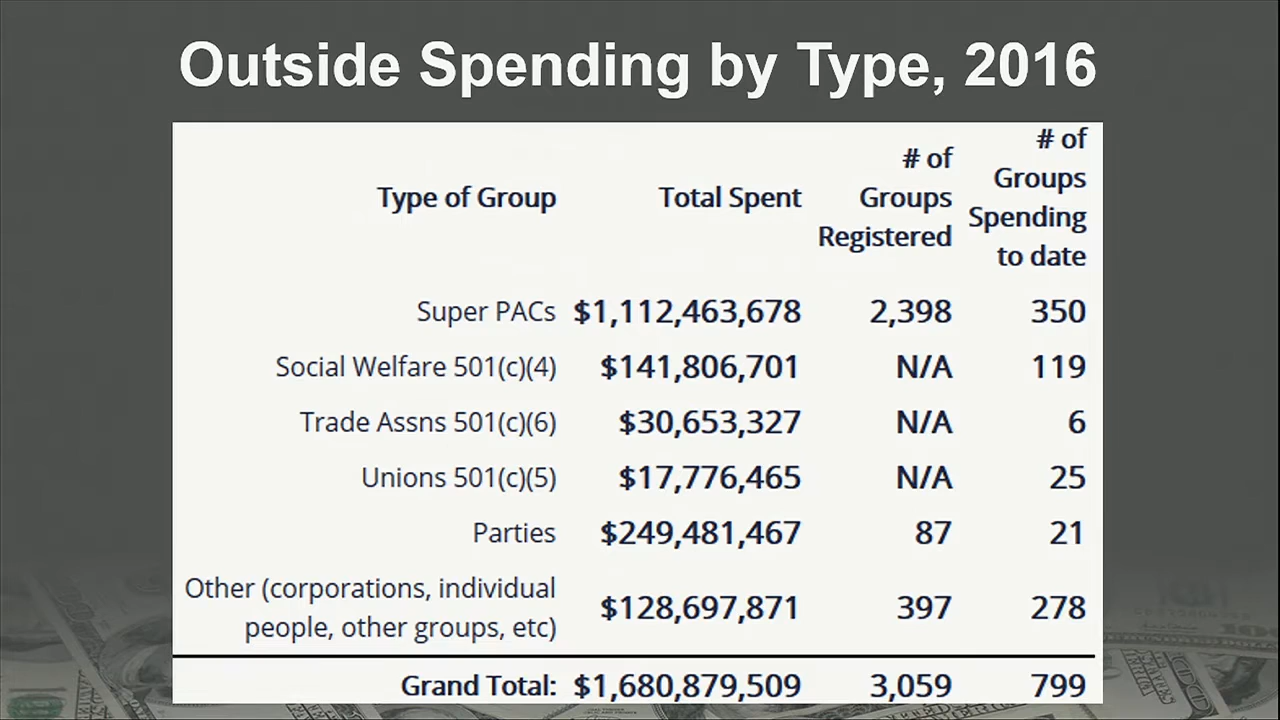 Outside Spending by Type, 2016
Type of Group Total Spent # of Groups Registered # of Groups Spending to date
Super PACs $1,112,463,678 2,398 350
Social Welfare 501(c)(4) $141,806,701 N/A 119
Trade Assns 501(c)(6) $30,653,327 N/A 6
Unions 501(c)(5) $17,776,465 N/A 25
Parties $249,481,467 87 21
Other (corporations, individual
people, other groups, etc) $128,697,871 397 278
Grand Total: $1,680,879,509 3,059 799